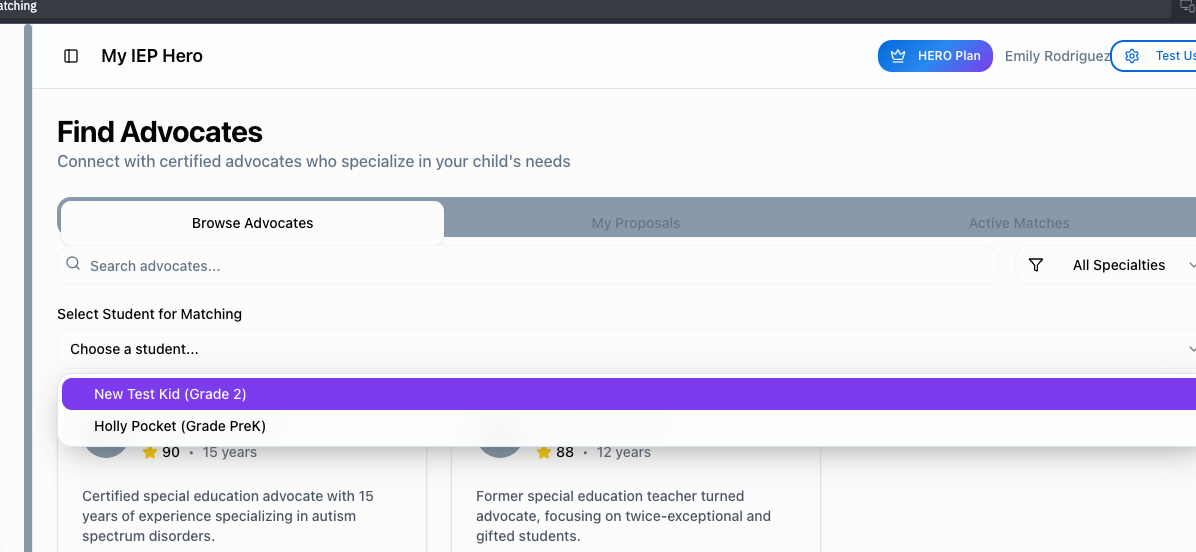 atching
My IEP Hero
HERO Plan
Emily Rodriguez
Test Us
Find Advocates
Connect with certified advocates who specialize in your child's needs
Browse Advocates
My Proposals
Active Matches
Search advocates...
All Specialties
Select Student for Matching
Choose a student...
New Test Kid (Grade 2)
Holly Pocket (Grade PreK)
90 • 15 years
88 • 12 years
Certified special education advocate with 15
years of experience specializing in autism
spectrum disorders.
Former special education teacher turned
advocate, focusing on twice-exceptional and
gifted students.